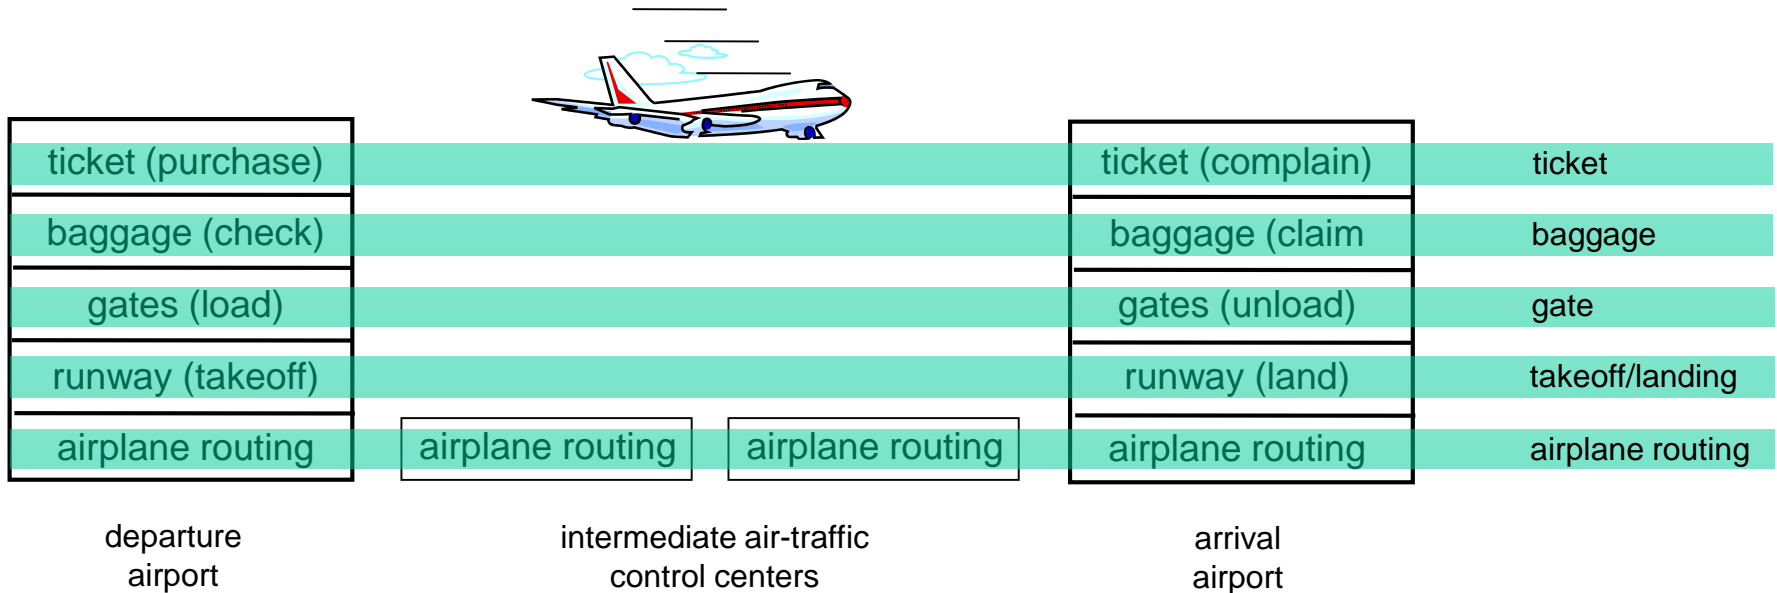 ticket (purchase) ticket (complain) ticket
baggage (check) baggage (claim baggage
gates (load) gates (unload) gate
runway (takeoff) runway (land) takeoff/landing
airplane routing airplane routing airplane routing airplane routing airplane routing
departure intermediate air-traffic arrival
airport control centers airport